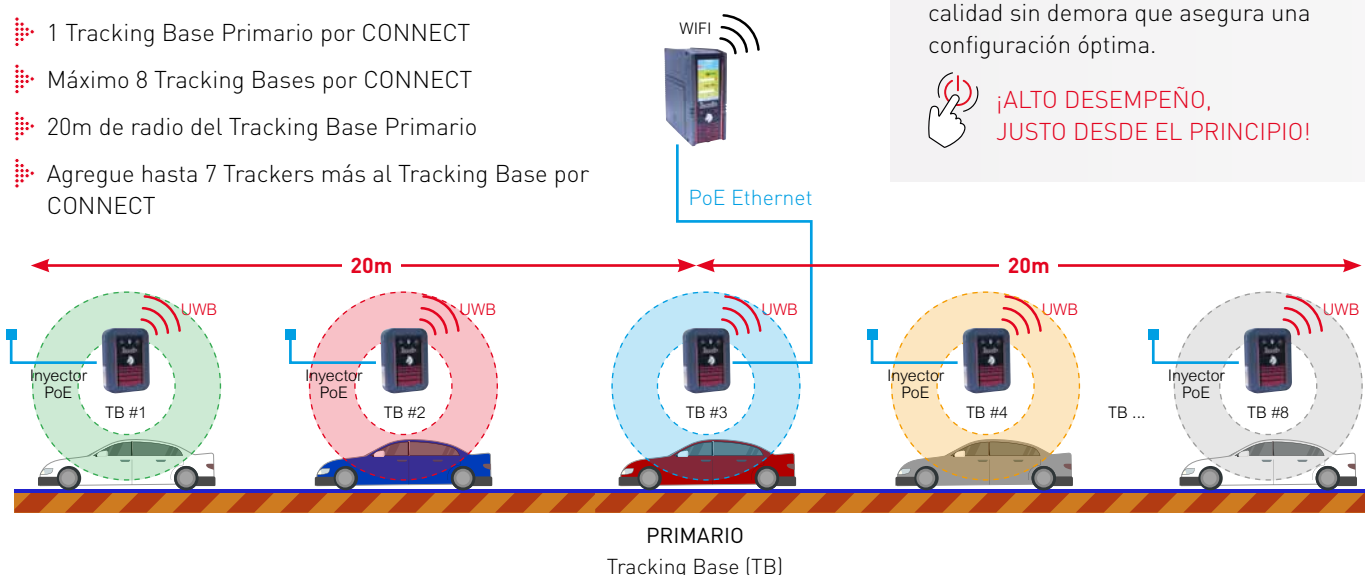 1 Tracking Base Primario por CONNECT
Máximo 8 Tracking Bases por CONNECT
20m de radio del Tracking Base Primario
Agregue hasta 7 Trackers más al Tracking Base por
CONNECT
WIFI
calidad sin demora que asegura una
configuración óptima.
¡ALTO DESEMPEÑO,
JUSTO DESDE EL PRINCIPIO!
PoE Ethernet
20m
20m
UWB
UWB
UWB
UWB
UWB
Inyector
PoE
TB #1
Inyector
PoE
TB #2
TB #3
Inyector
PoE
TB #4
TB ...
Inyector
PoE
TB #8
PRIMARIO
Tracking Base (TB)